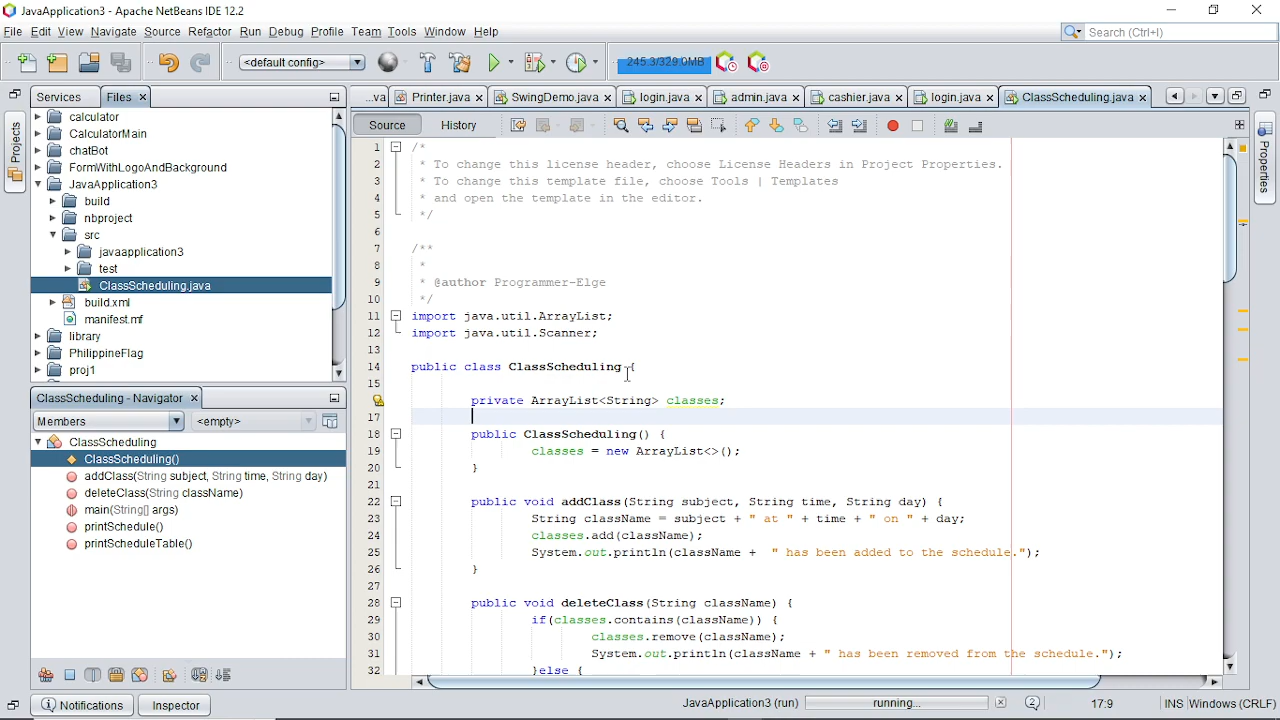 JavaApplication3 - Apache NetBeans IDE 12.2
File Edit View Navigate Source Refactor Run Debug Profile Team Tools Window Help
Search (Ctrl+I)
<default config>
245.3/329.0MB
Services Files
...va Printer.java SwingDemo.java login.java admin.java cashier.java login.java ClassScheduling.java
Source History
Projects
Properties
calculator
CalculatorMain
chatBot
FormWithLogoAndBackground
JavaApplication3
build
nbproject
src
javaapplication3
test
ClassScheduling.java
build.xml
manifest.mf
library
PhilippineFlag
proj1
ClassScheduling - Navigator
Members <empty>
ClassScheduling
ClassScheduling()
addClass(String subject, String time, String day)
deleteClass(String className)
main(String[] args)
printSchedule()
printScheduleTable()
1 /*
2 * To change this license header, choose License Headers in Project Properties.
3 * To change this template file, choose Tools | Templates
4 * and open the template in the editor.
5 */
6
7 /**
8 *
9 * @author Programmer-Elge
10 */
11 import java.util.ArrayList;
12 import java.util.Scanner;
13
14 public class ClassScheduling {
15
private ArrayList<String> classes;
17
18 public ClassScheduling() {
19 classes = new ArrayList<>();
20 }
21
22 public void addClass(String subject, String time, String day) {
23 String className = subject + " at " + time + " on " + day;
24 classes.add(className);
25 System.out.println(className + " has been added to the schedule.");
26 }
27
28 public void deleteClass(String className) {
29 if(classes.contains(className)) {
30 classes.remove(className);
31 System.out.println(className + " has been removed from the schedule.");
32 }else {
Notifications Inspector
JavaApplication3 (run) running... 2 17:9 INS Windows (CRLF)